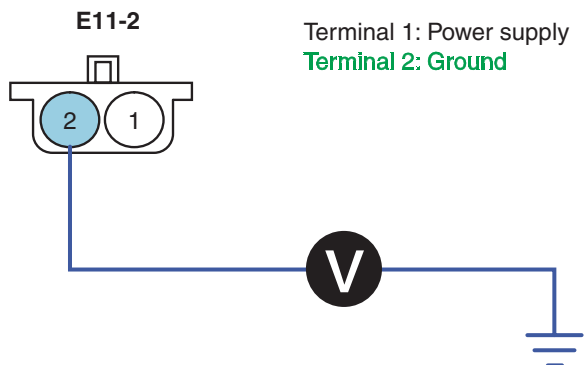 E11-2
Terminal 1: Power supply
Terminal 2: Ground
2 1
V